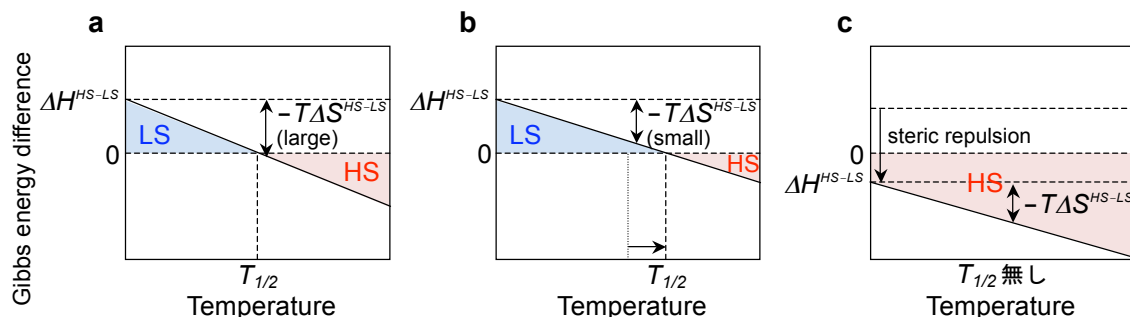 a
Gibbs energy difference
ΔH^HS–LS
0
LS
HS
–TΔS^HS–LS
(large)
T1/2
Temperature
b
ΔH^HS–LS
0
LS
HS
–TΔS^HS–LS
(small)
T1/2
Temperature
c
steric repulsion
0
ΔH^HS–LS
HS
–TΔS^HS–LS
T1/2 無し
Temperature